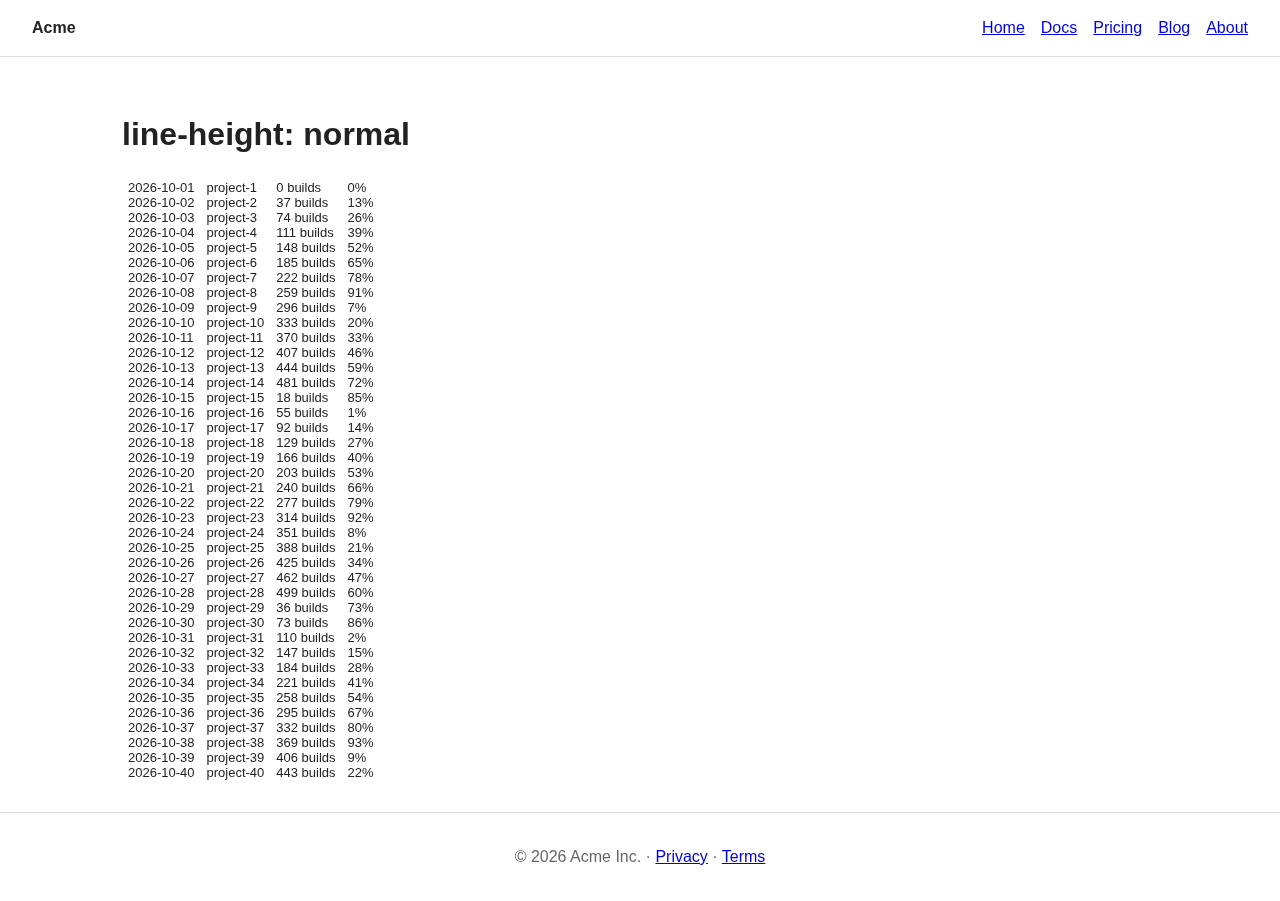 Acme
Home Docs Pricing Blog About
line-height: normal
2026-10-01 project-1 0 builds 0%
2026-10-02 project-2 37 builds 13%
2026-10-03 project-3 74 builds 26%
2026-10-04 project-4 111 builds 39%
2026-10-05 project-5 148 builds 52%
2026-10-06 project-6 185 builds 65%
2026-10-07 project-7 222 builds 78%
2026-10-08 project-8 259 builds 91%
2026-10-09 project-9 296 builds 7%
2026-10-10 project-10 333 builds 20%
2026-10-11 project-11 370 builds 33%
2026-10-12 project-12 407 builds 46%
2026-10-13 project-13 444 builds 59%
2026-10-14 project-14 481 builds 72%
2026-10-15 project-15 18 builds 85%
2026-10-16 project-16 55 builds 1%
2026-10-17 project-17 92 builds 14%
2026-10-18 project-18 129 builds 27%
2026-10-19 project-19 166 builds 40%
2026-10-20 project-20 203 builds 53%
2026-10-21 project-21 240 builds 66%
2026-10-22 project-22 277 builds 79%
2026-10-23 project-23 314 builds 92%
2026-10-24 project-24 351 builds 8%
2026-10-25 project-25 388 builds 21%
2026-10-26 project-26 425 builds 34%
2026-10-27 project-27 462 builds 47%
2026-10-28 project-28 499 builds 60%
2026-10-29 project-29 36 builds 73%
2026-10-30 project-30 73 builds 86%
2026-10-31 project-31 110 builds 2%
2026-10-32 project-32 147 builds 15%
2026-10-33 project-33 184 builds 28%
2026-10-34 project-34 221 builds 41%
2026-10-35 project-35 258 builds 54%
2026-10-36 project-36 295 builds 67%
2026-10-37 project-37 332 builds 80%
2026-10-38 project-38 369 builds 93%
2026-10-39 project-39 406 builds 9%
2026-10-40 project-40 443 builds 22%
© 2026 Acme Inc. · Privacy · Terms